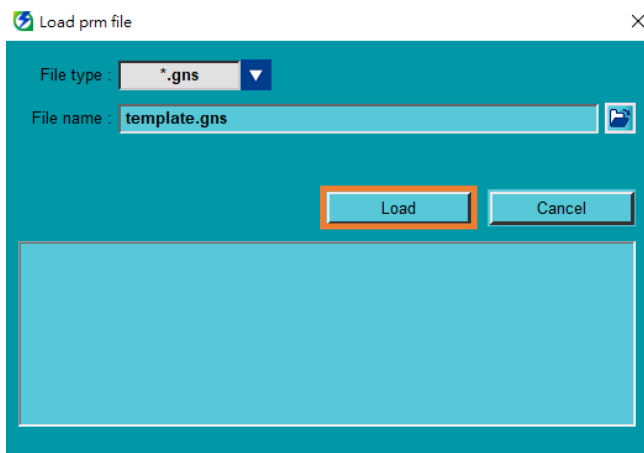 Load prm file
File type : *.gns
File name : template.gns
Load Cancel